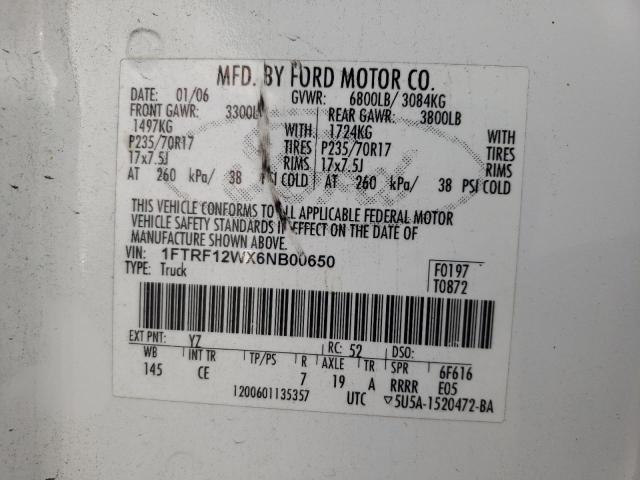 MFD. BY FORD MOTOR CO.
DATE: 01/06 GVWR: 6800LB/ 3084KG
FRONT GAWR: 3300LB REAR GAWR: 3800LB
1497KG WITH 1724KG WITH
P235/70R17 TIRES P235/70R17 TIRES
17x7.5J RIMS 17x7.5J RIMS
AT 260 kPa/ 38 PSI COLD AT 260 kPa/ 38 PSI COLD
THIS VEHICLE CONFORMS TO ALL APPLICABLE FEDERAL MOTOR
VEHICLE SAFETY STANDARDS IN EFFECT ON THE DATE OF
MANUFACTURE SHOWN ABOVE.
VIN: 1FTRF12WX6NB00650
TYPE: Truck
F0197
T0872
EXT PNT: YZ RC: 52 DSO:
WB INT TR TP/PS R AXLE TR SPR 6F616
145 CE 7 19 A RRRR E05
1200601135357 UTC ▽5U5A-1520472-BA